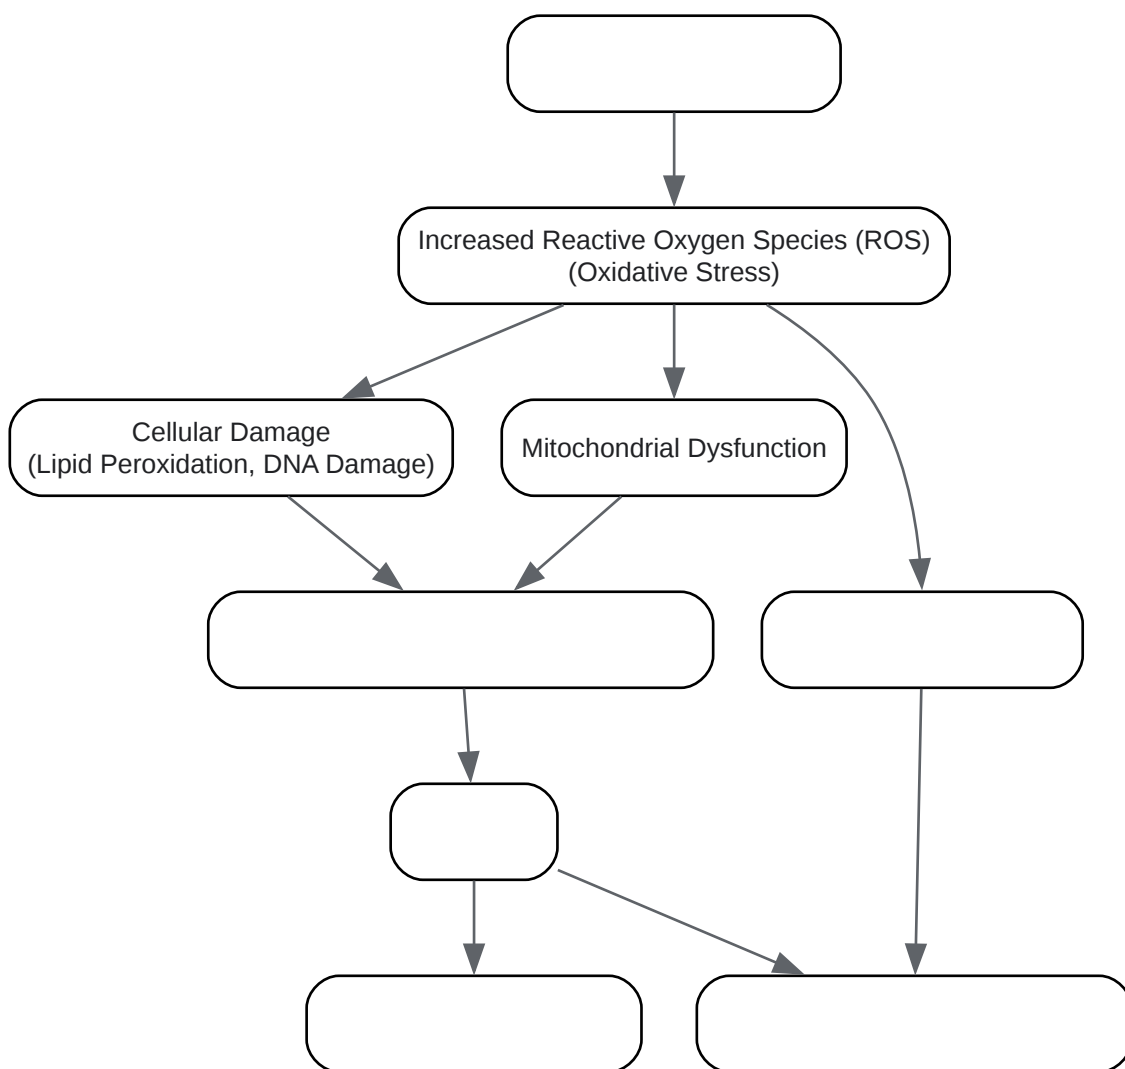 Increased Reactive Oxygen Species (ROS)
(Oxidative Stress)
Cellular Damage
(Lipid Peroxidation, DNA Damage)
Mitochondrial Dysfunction